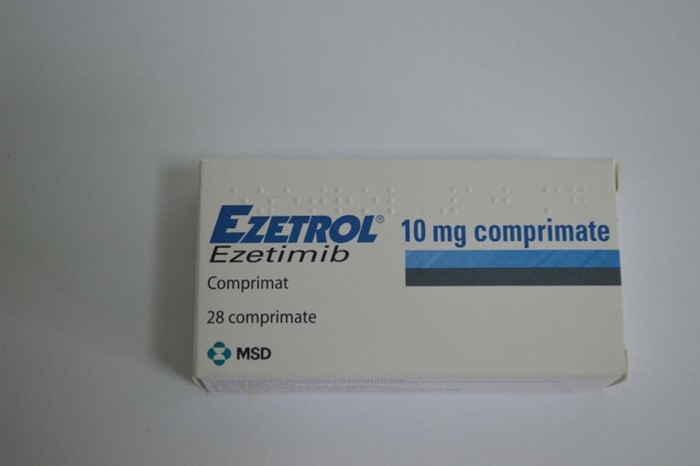 EZETROL®
Ezetimib
10 mg comprimate
Comprimat
28 comprimate
MSD